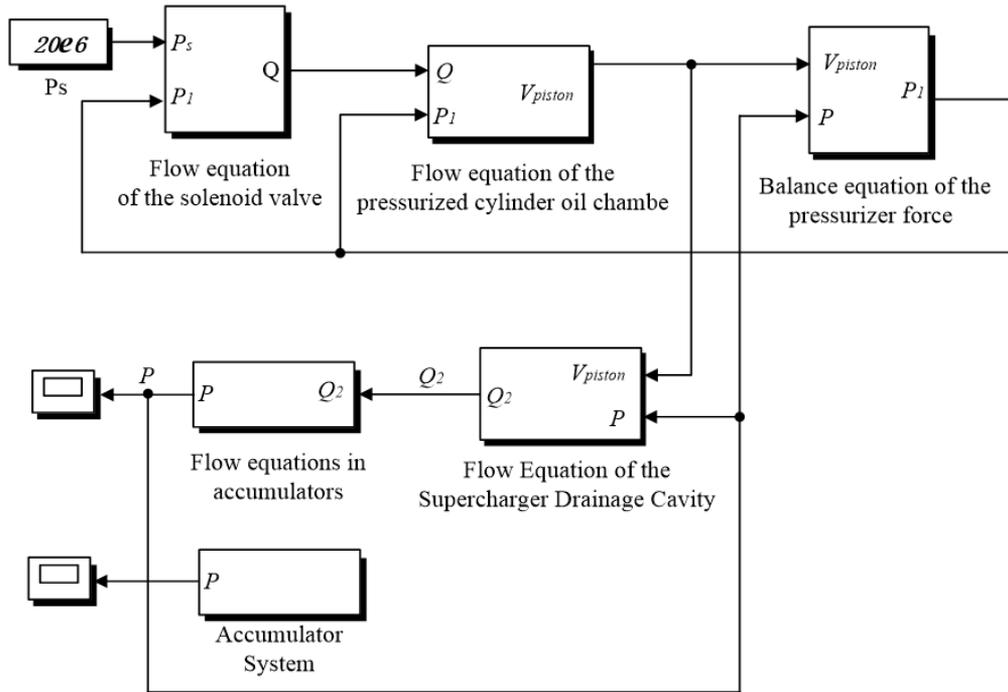 20e6
Ps
Ps
P1
Q
Flow equation
of the solenoid valve
Q
P1
Vpiston
Flow equation of the
pressurized cylinder oil chambe
Vpiston
P
P1
Balance equation of the
pressurizer force
P
P
Q2
Flow equations in
accumulators
Q2
Q2
Vpiston
P
Flow Equation of the
Supercharger Drainage Cavity
P
Accumulator
System